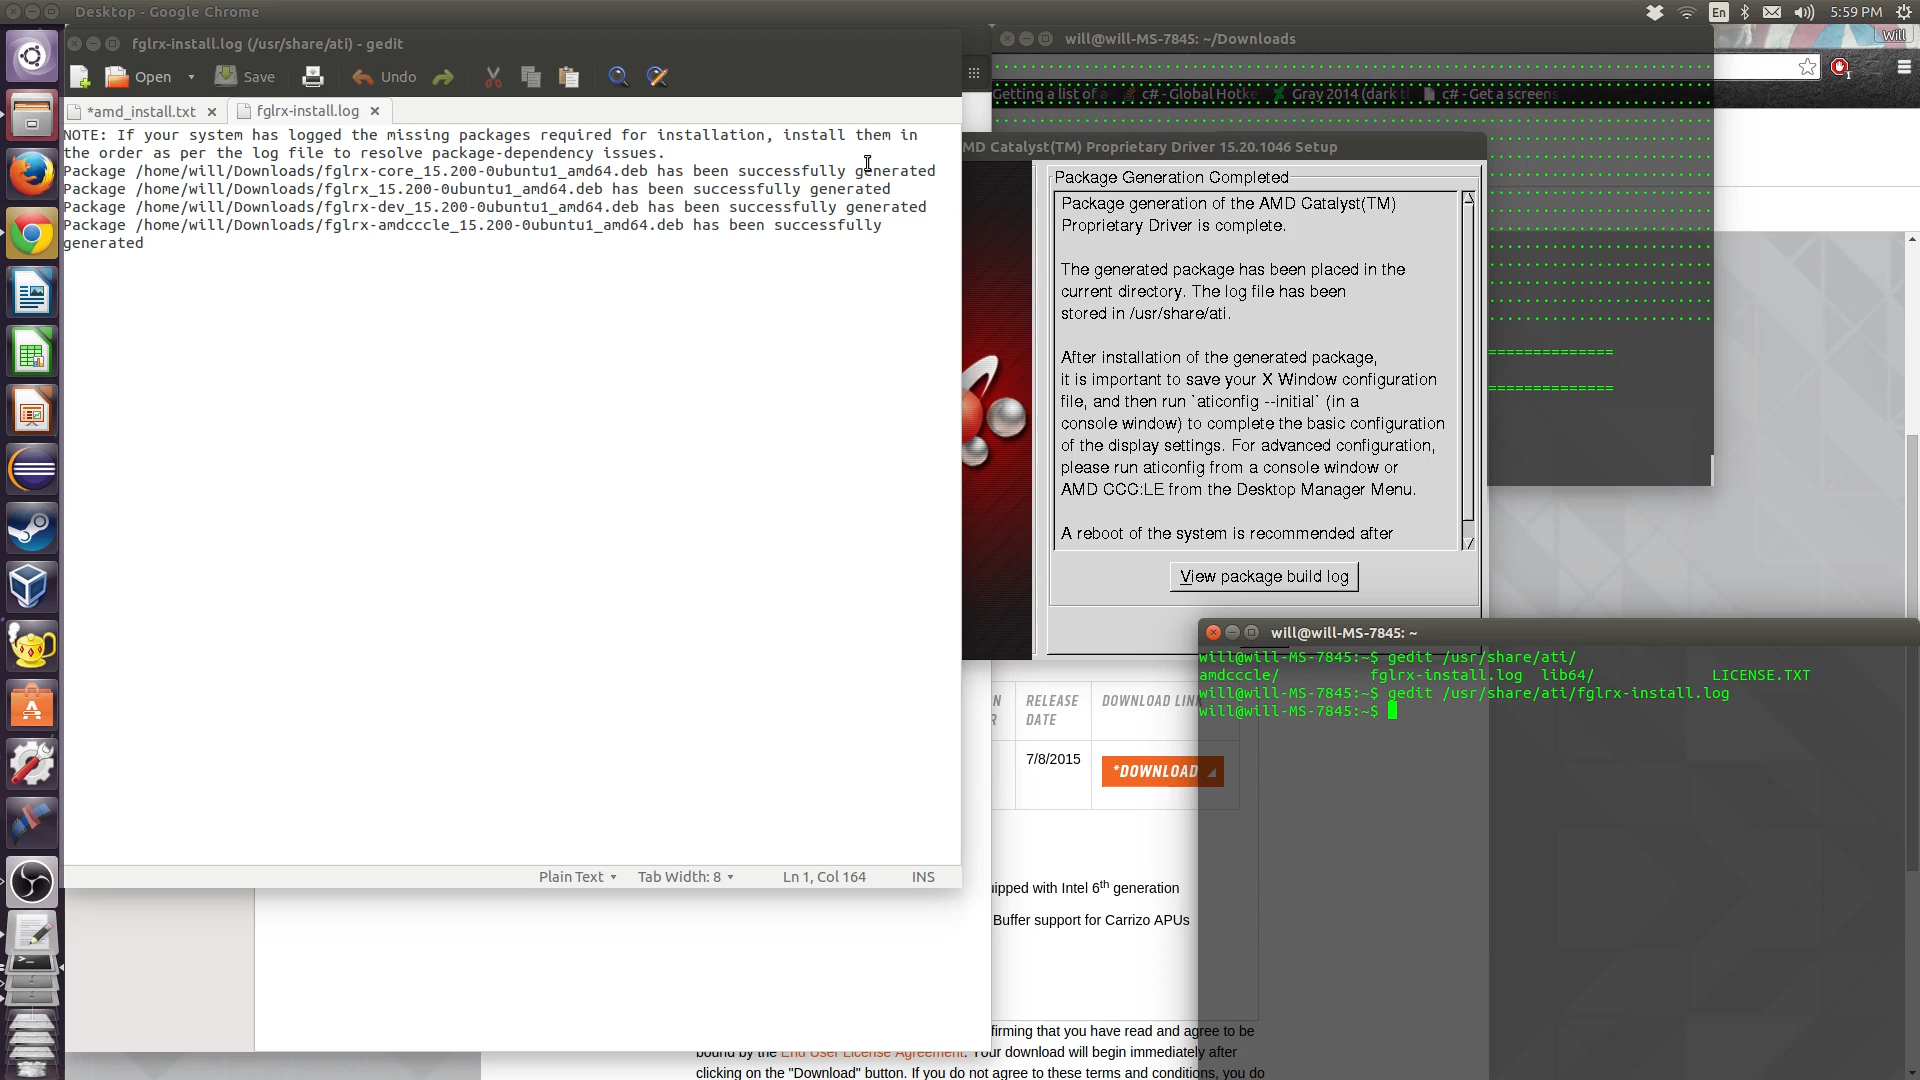 Desktop - Google Chrome
En
5:59 PM
fglrx-install.log (/usr/share/ati) - gedit
will@will-MS-7845: ~/Downloads
Will
Open
Save
Undo
Getting a list of a
c# - Global Hotke
Gray 2014 (dark t
c# - Get a screens
*amd_install.txt
fglrx-install.log
NOTE: If your system has logged the missing packages required for installation, install them in
the order as per the log file to resolve package-dependency issues.
Package /home/will/Downloads/fglrx-core_15.200-0ubuntu1_amd64.deb has been successfully generated
Package /home/will/Downloads/fglrx_15.200-0ubuntu1_amd64.deb has been successfully generated
Package /home/will/Downloads/fglrx-dev_15.200-0ubuntu1_amd64.deb has been successfully generated
Package /home/will/Downloads/fglrx-amdcccle_15.200-0ubuntu1_amd64.deb has been successfully
generated
MD Catalyst(TM) Proprietary Driver 15.20.1046 Setup
Package Generation Completed
Package generation of the AMD Catalyst(TM)
Proprietary Driver is complete.
The generated package has been placed in the
current directory. The log file has been
stored in /usr/share/ati.
After installation of the generated package,
it is important to save your X Window configuration
file, and then run `aticonfig --initial` (in a
console window) to complete the basic configuration
of the display settings. For advanced configuration,
please run aticonfig from a console window or
AMD CCC:LE from the Desktop Manager Menu.
A reboot of the system is recommended after
View package build log
==============
==============
will@will-MS-7845: ~
will@will-MS-7845:~$ gedit /usr/share/ati/
amdcccle/ fglrx-install.log lib64/ LICENSE.TXT
will@will-MS-7845:~$ gedit /usr/share/ati/fglrx-install.log
will@will-MS-7845:~$
RELEASE
DATE
DOWNLOAD LIN
7/8/2015
*DOWNLOAD
Plain Text
Tab Width: 8
Ln 1, Col 164
INS
ipped with Intel 6th generation
Buffer support for Carrizo APUs
firming that you have read and agree to be
bound by the End User License Agreement. Your download will begin immediately after
clicking on the "Download" button. If you do not agree to these terms and conditions, you do